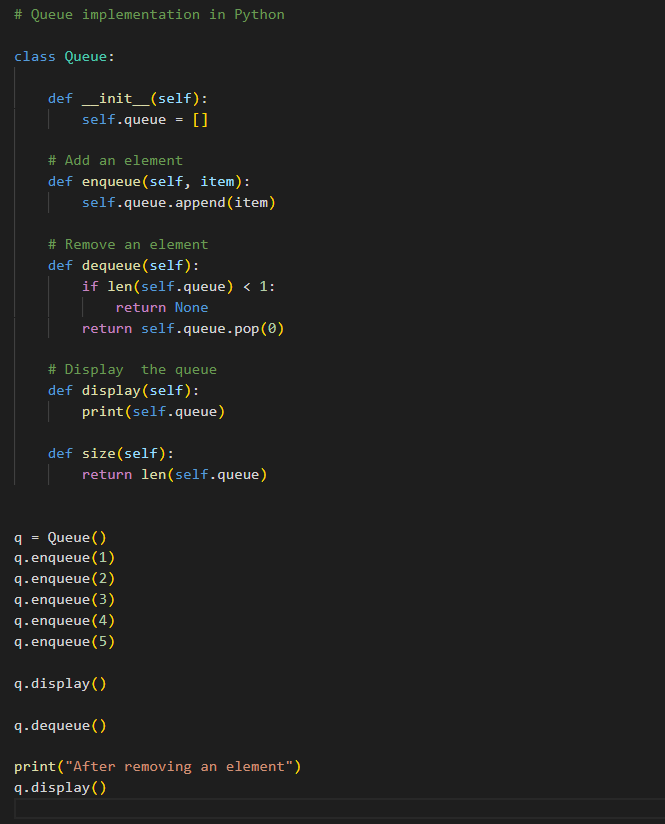 # Queue implementation in Python

class Queue:

    def __init__(self):
        self.queue = []

    # Add an element
    def enqueue(self, item):
        self.queue.append(item)

    # Remove an element
    def dequeue(self):
        if len(self.queue) < 1:
            return None
        return self.queue.pop(0)

    # Display  the queue
    def display(self):
        print(self.queue)

    def size(self):
        return len(self.queue)


q = Queue()
q.enqueue(1)
q.enqueue(2)
q.enqueue(3)
q.enqueue(4)
q.enqueue(5)

q.display()

q.dequeue()

print("After removing an element")
q.display()